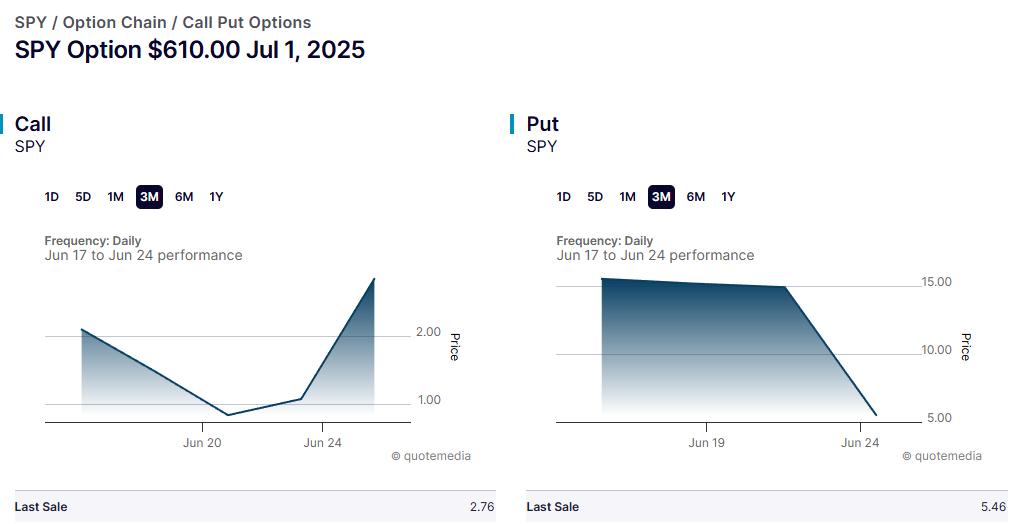 SPY / Option Chain / Call Put Options
SPY Option $610.00 Jul 1, 2025
Call
SPY
1D 5D 1M 3M 6M 1Y
Frequency: Daily
Jun 17 to Jun 24 performance
2.00
1.00
Price
Jun 20 Jun 24
© quotemedia
Last Sale 2.76
Put
SPY
1D 5D 1M 3M 6M 1Y
Frequency: Daily
Jun 17 to Jun 24 performance
15.00
10.00
5.00
Price
Jun 19 Jun 24
© quotemedia
Last Sale 5.46